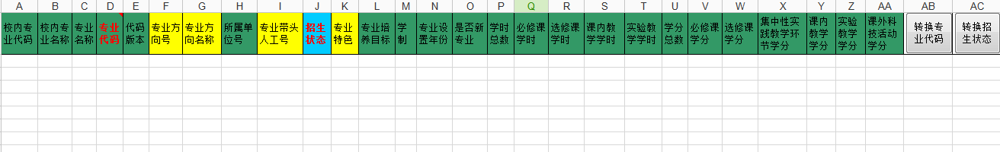 A B C D E F G H I J K L M N O P Q R S T U V W X Y Z AA AB AC
校内专业代码
校内专业名称
专业名称
专业代码
代码版本
专业方向号
专业方向名称
所属单位号
专业带头人工号
招生状态
专业特色
专业培养目标
学制
专业设置年份
是否新专业
学时总数
必修课学时
选修课学时
课内教学学时
实验教学学时
学分总数
必修课学分
选修课学分
集中性实践教学环节学分
课内教学学分
实验教学学分
课外科技活动学分
转换专业代码
转换招生状态